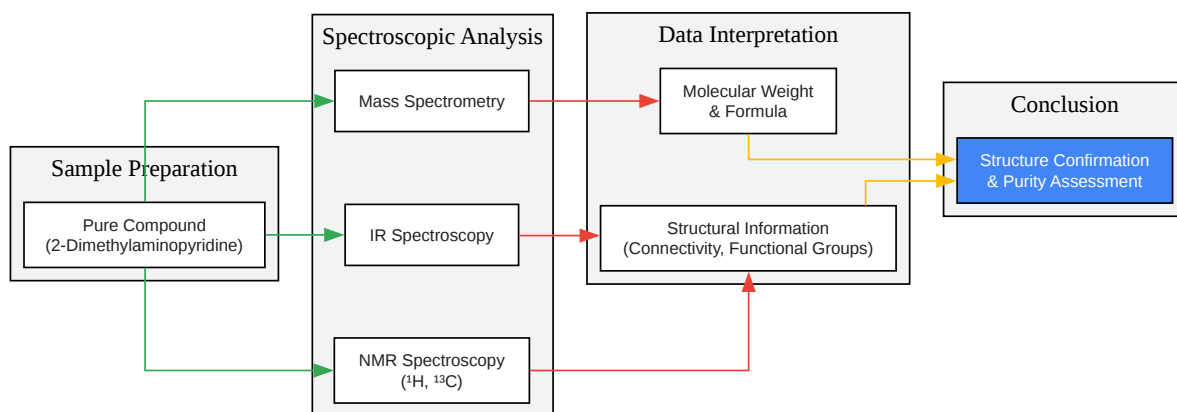 Sample Preparation
Pure Compound
(2-Dimethylaminopyridine)
Spectroscopic Analysis
Mass Spectrometry
IR Spectroscopy
NMR Spectroscopy
(¹H, ¹³C)
Data Interpretation
Molecular Weight
& Formula
Structural Information
(Connectivity, Functional Groups)
Conclusion
Structure Confirmation
& Purity Assessment